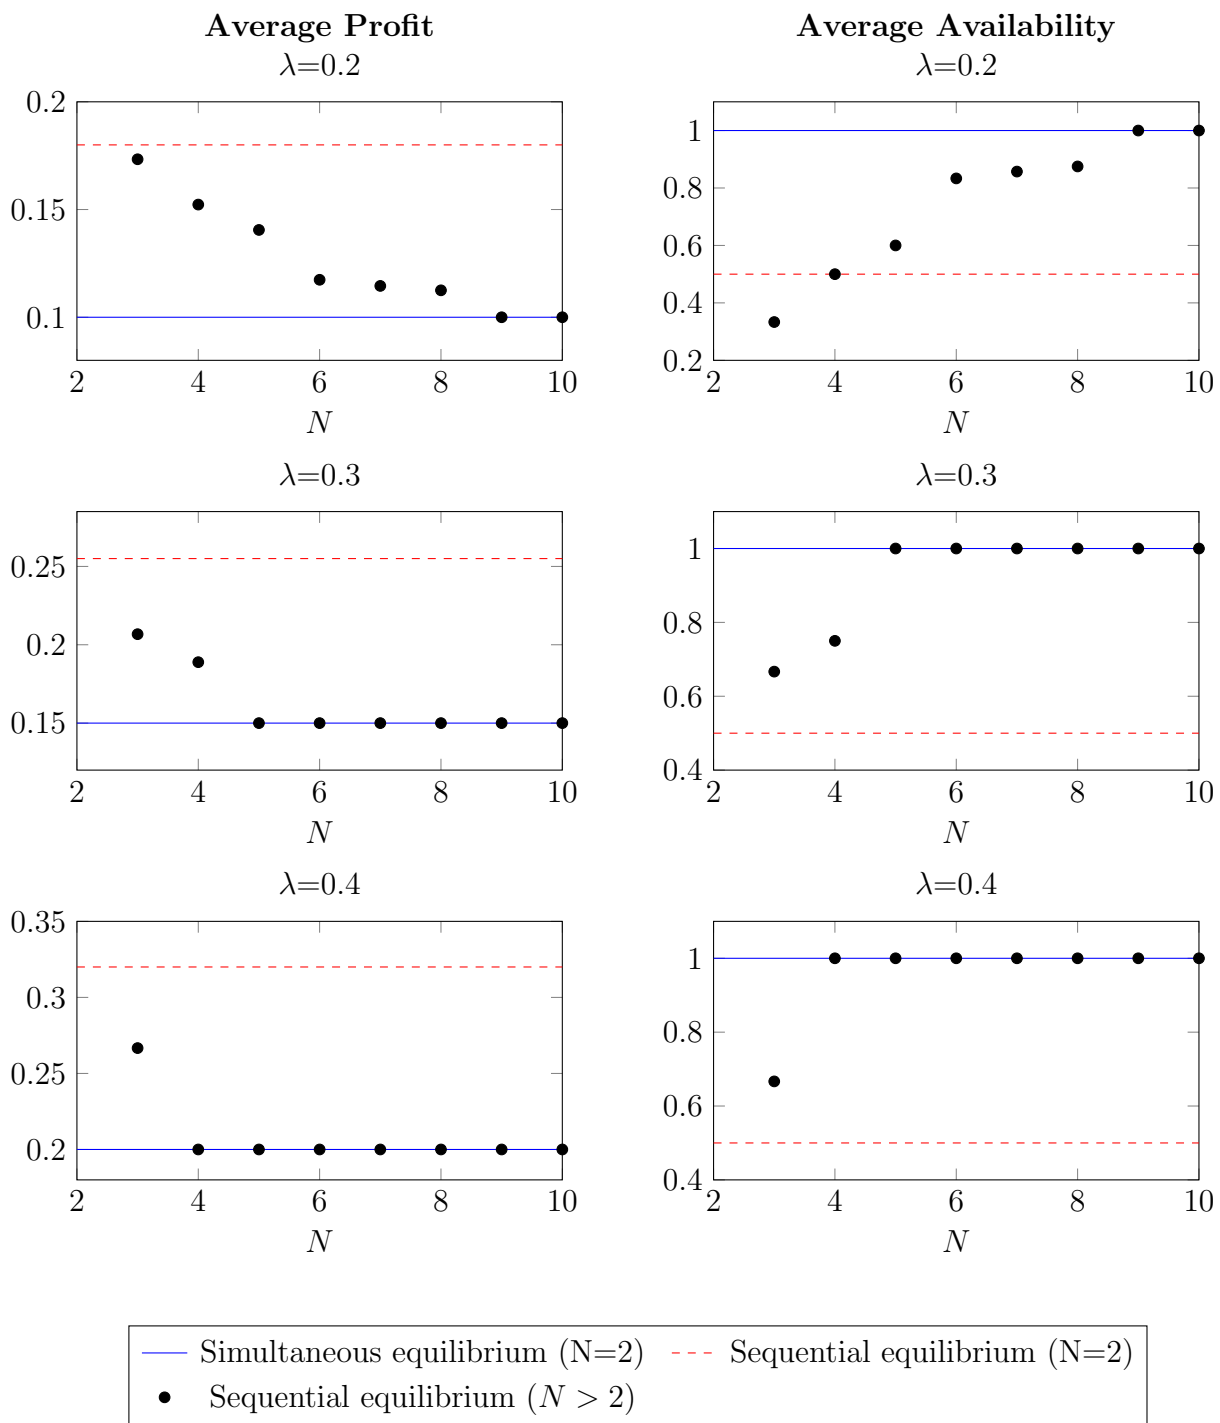 Average Profit
λ=0.2
0.2
0.15
0.1
2 4 6 8 10
N
Average Availability
λ=0.2
1
0.8
0.6
0.4
0.2
2 4 6 8 10
N
λ=0.3
0.25
0.2
0.15
2 4 6 8 10
N
λ=0.3
1
0.8
0.6
0.4
2 4 6 8 10
N
λ=0.4
0.35
0.3
0.25
0.2
2 4 6 8 10
N
λ=0.4
1
0.8
0.6
0.4
2 4 6 8 10
N
Simultaneous equilibrium (N=2) Sequential equilibrium (N=2)
Sequential equilibrium (N > 2)